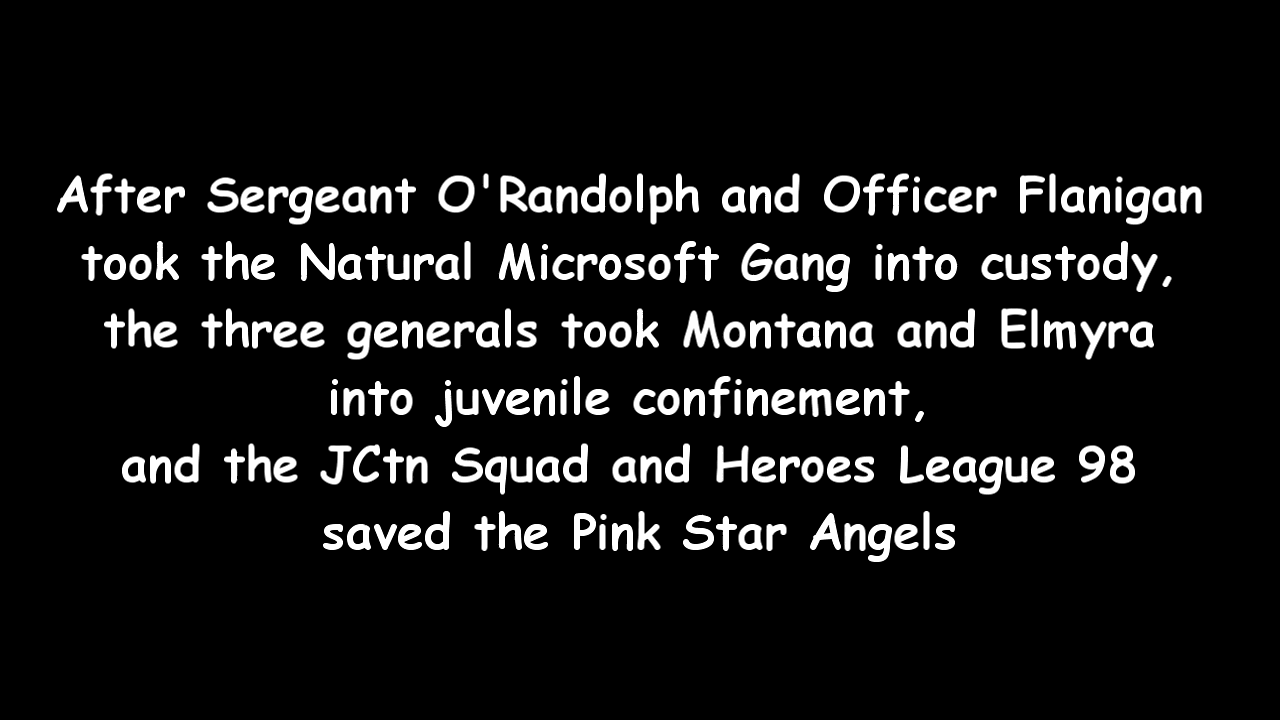 After Sergeant O'Randolph and Officer Flanigan
took the Natural Microsoft Gang into custody,
the three generals took Montana and Elmyra
into juvenile confinement,
and the JCtn Squad and Heroes League 98
saved the Pink Star Angels